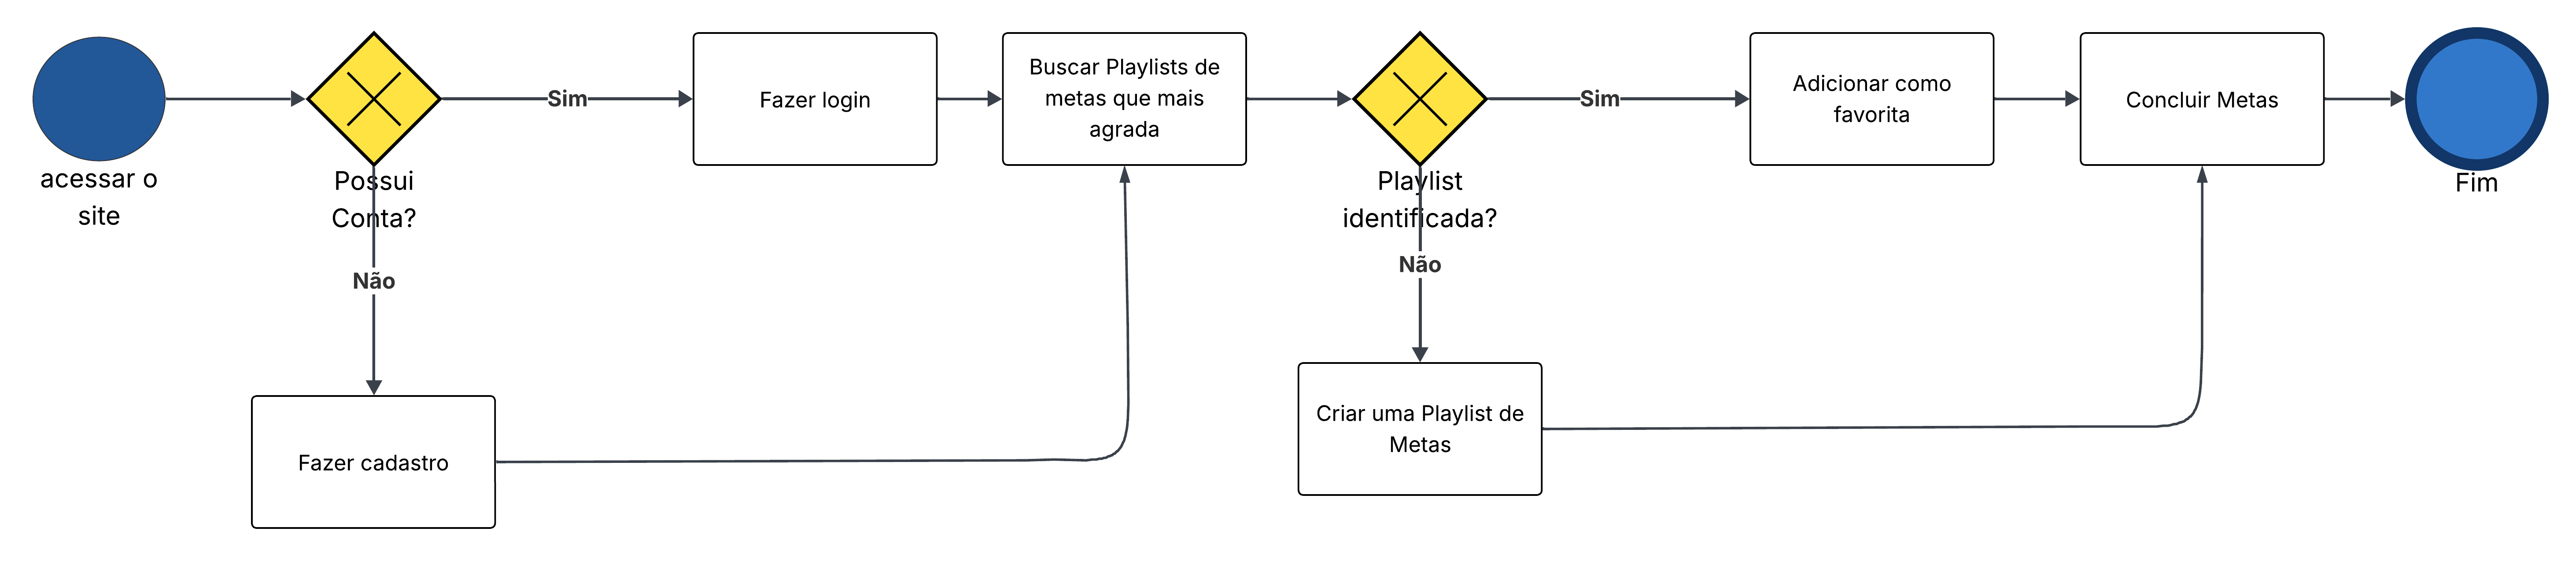 acessar o
site
Possui
Conta?
Sim
Não
Fazer cadastro
Fazer login
Buscar Playlists de
metas que mais
agrada
Playlist
identificada?
Sim
Não
Criar uma Playlist de
Metas
Adicionar como
favorita
Concluir Metas
Fim